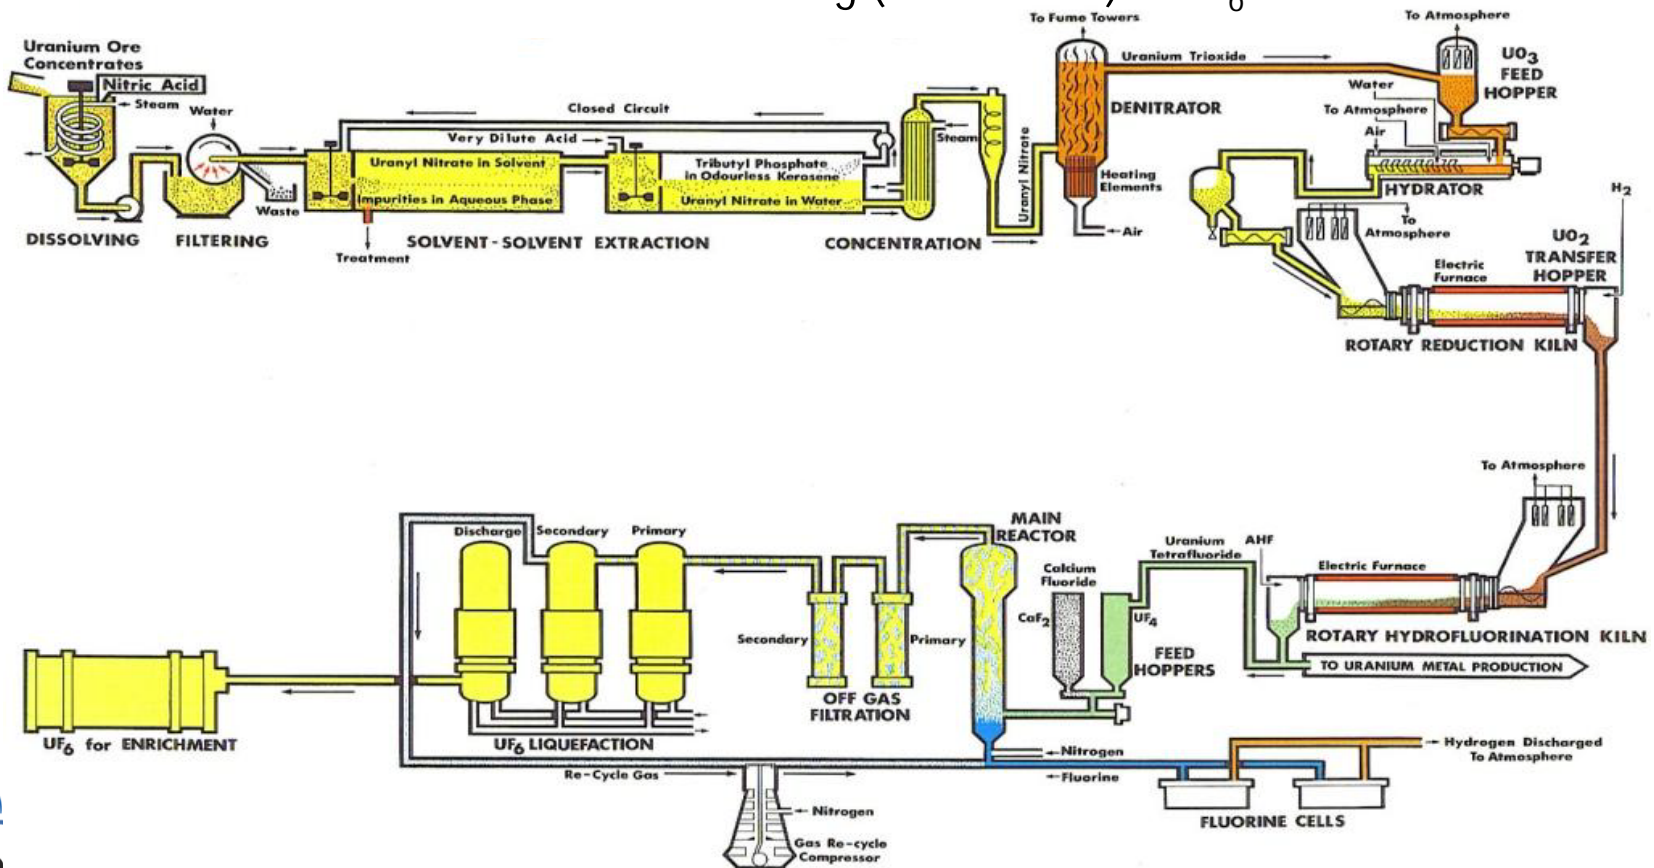 g (
)
6
To Fume Towers
To Atmosphere
Uranium Ore
Concentrates
Nitric Acid
Steam
Water
Closed Circuit
Very Dilute Acid
Steam
Uranyl Nitrate in Solvent
Impurities in Aqueous Phase
Tributyl Phosphate
in Odourless Kerosene
Uranyl Nitrate in Water
Waste
Treatment
DISSOLVING
FILTERING
SOLVENT-SOLVENT EXTRACTION
CONCENTRATION
Uranyl Nitrate
Uranium Trioxide
DENITRATOR
Heating
Elements
Air
UO3
FEED
HOPPER
Water
To Atmosphere
Air
HYDRATOR
To
Atmosphere
H2
UO2
TRANSFER
HOPPER
Electric
Furnace
ROTARY REDUCTION KILN
To Atmosphere
Electric Furnace
AHF
Uranium
Tetrafluoride
ROTARY HYDROFLUORINATION KILN
TO URANIUM METAL PRODUCTION
MAIN
REACTOR
Calcium
Fluoride
CaF2
UF4
FEED
HOPPERS
Discharge
Secondary
Primary
Secondary
Primary
OFF GAS
FILTRATION
UF6 LIQUEFACTION
UF6 for ENRICHMENT
Re-Cycle Gas
Nitrogen
Gas Re-cycle
Compressor
Nitrogen
Fluorine
Hydrogen Discharged
To Atmosphere
FLUORINE CELLS